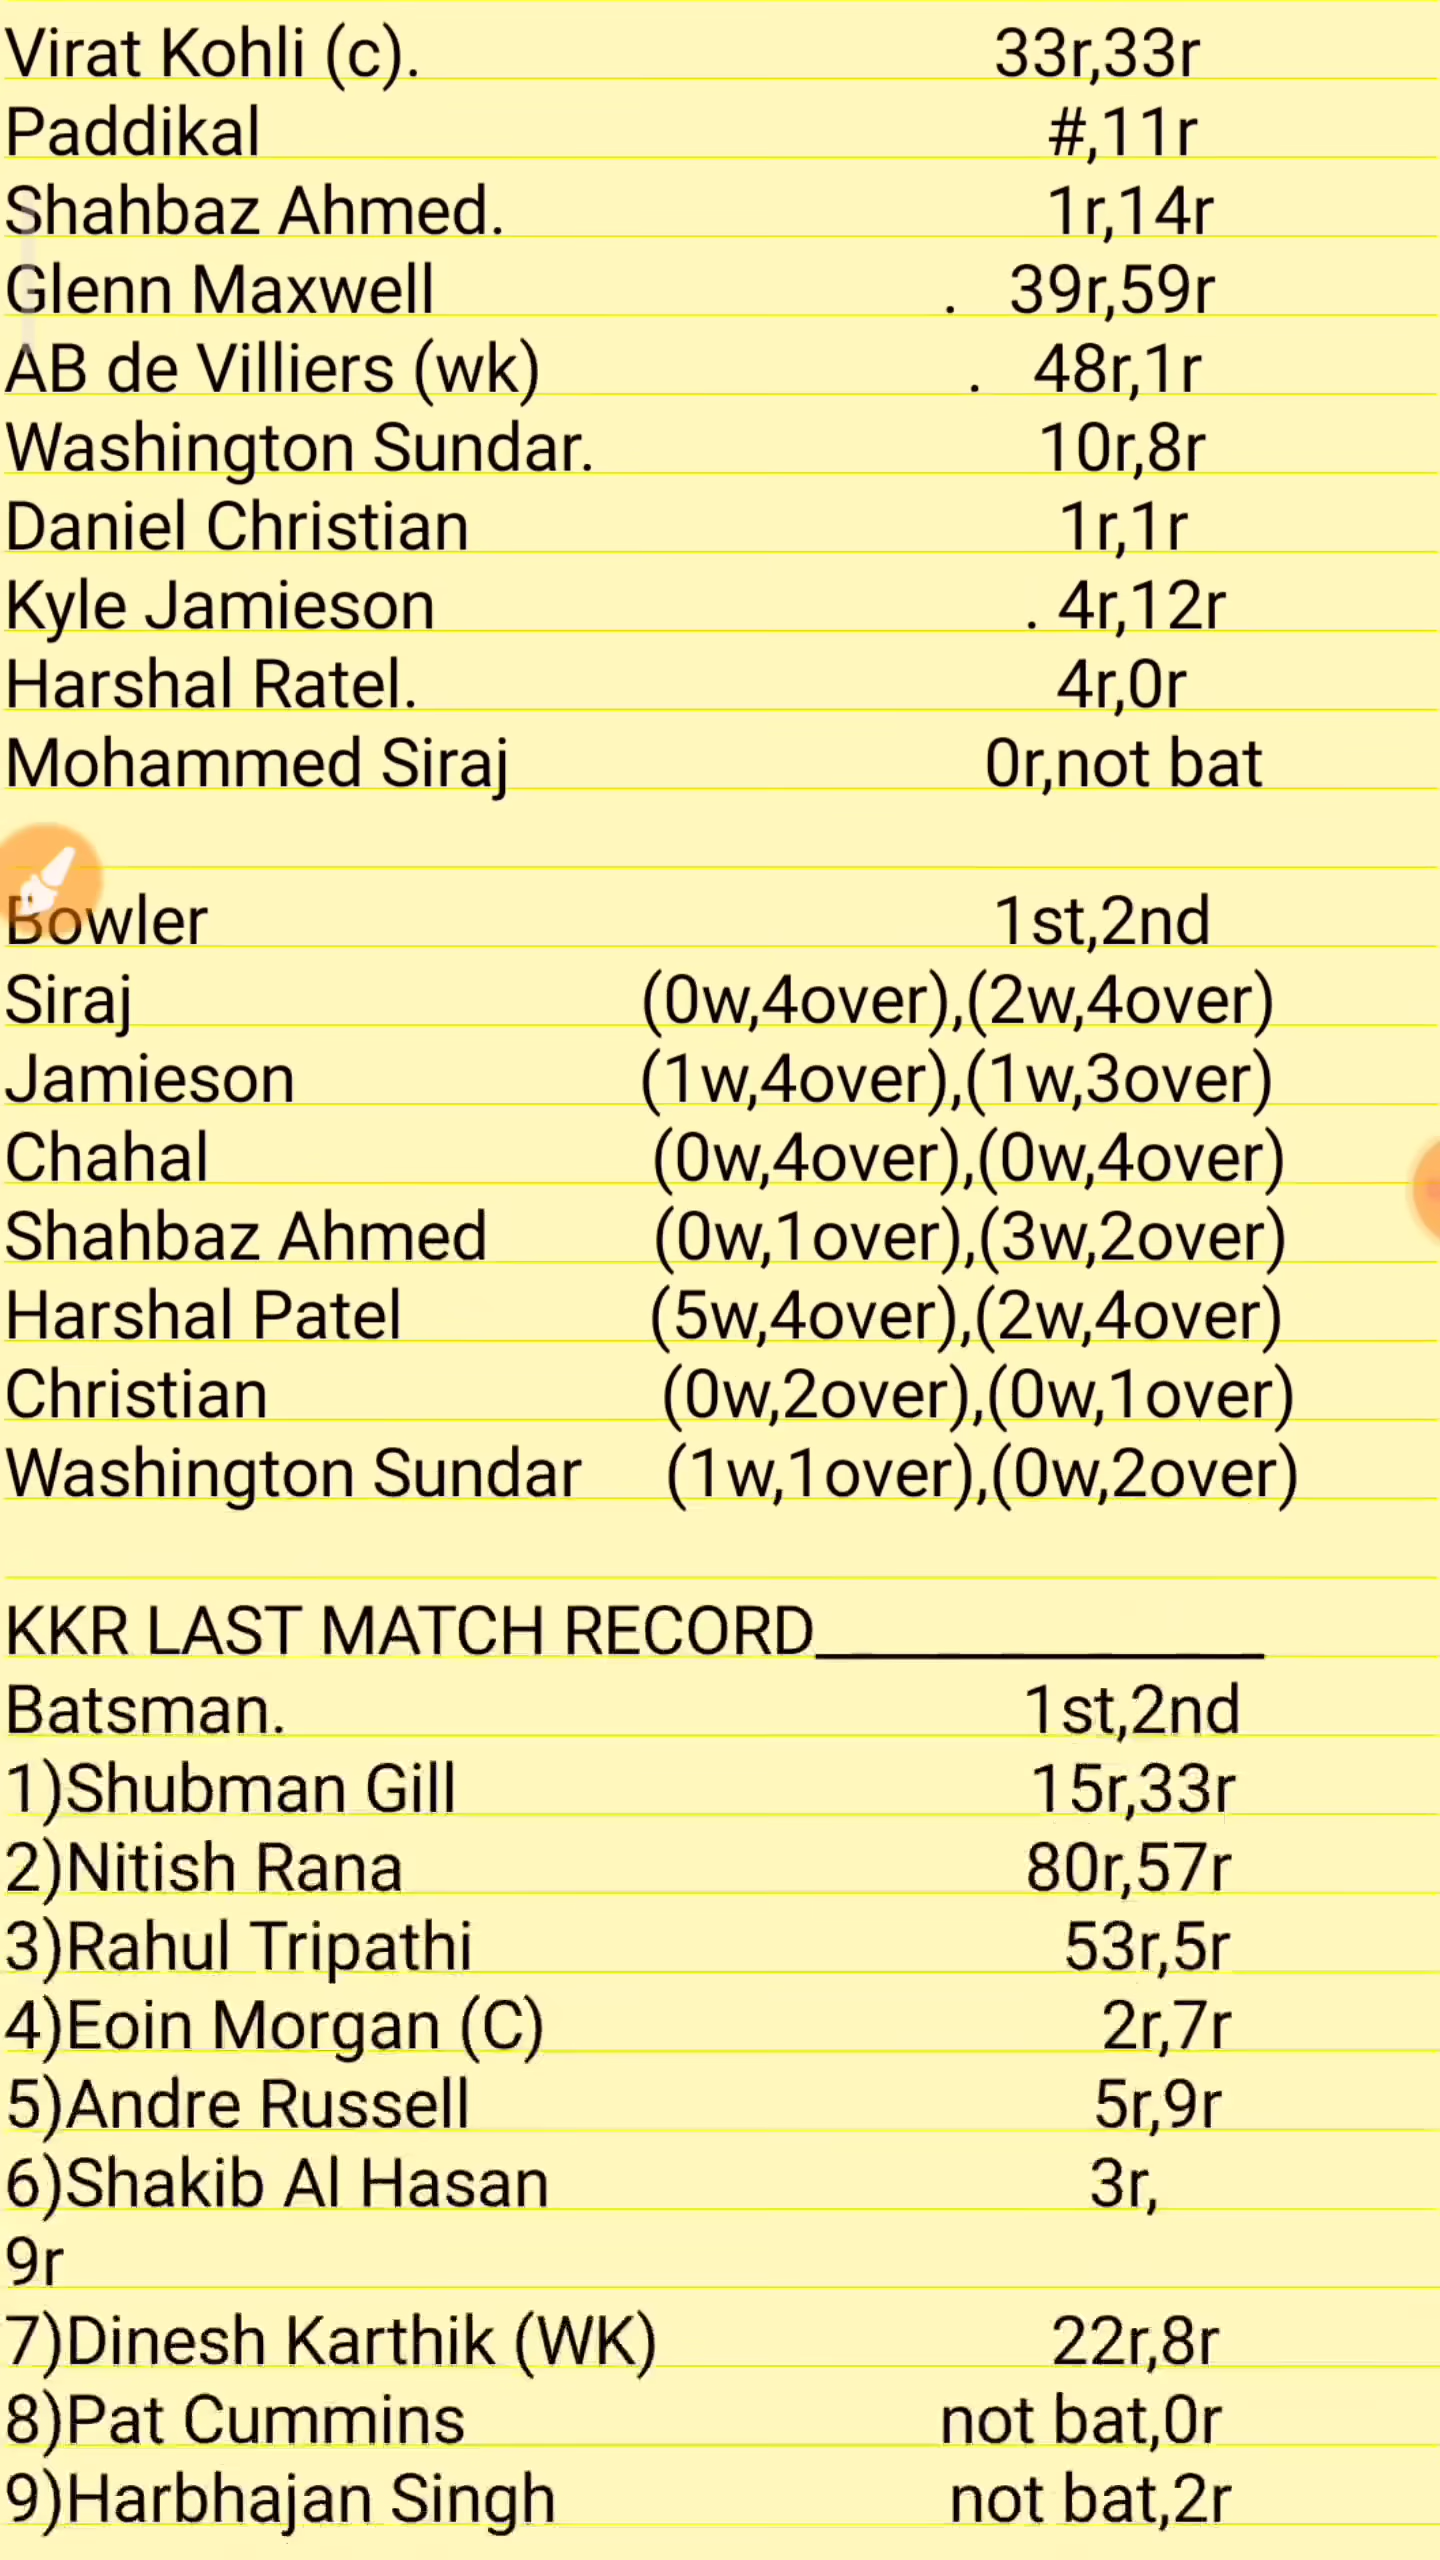 Virat Kohli (c). 33r,33r
Paddikal #,11r
Shahbaz Ahmed. 1r,14r
Glenn Maxwell . 39r,59r
AB de Villiers (wk) . 48r,1r
Washington Sundar. 10r,8r
Daniel Christian 1r,1r
Kyle Jamieson . 4r,12r
Harshal Ratel. 4r,0r
Mohammed Siraj 0r,not bat
Bowler 1st,2nd
Siraj (0w,4over),(2w,4over)
Jamieson (1w,4over),(1w,3over)
Chahal (0w,4over),(0w,4over)
Shahbaz Ahmed (0w,1over),(3w,2over)
Harshal Patel (5w,4over),(2w,4over)
Christian (0w,2over),(0w,1over)
Washington Sundar (1w,1over),(0w,2over)
KKR LAST MATCH RECORD______________
Batsman. 1st,2nd
1)Shubman Gill 15r,33r
2)Nitish Rana 80r,57r
3)Rahul Tripathi 53r,5r
4)Eoin Morgan (C) 2r,7r
5)Andre Russell 5r,9r
6)Shakib Al Hasan 3r,
9r
7)Dinesh Karthik (WK) 22r,8r
8)Pat Cummins not bat,0r
9)Harbhajan Singh not bat,2r